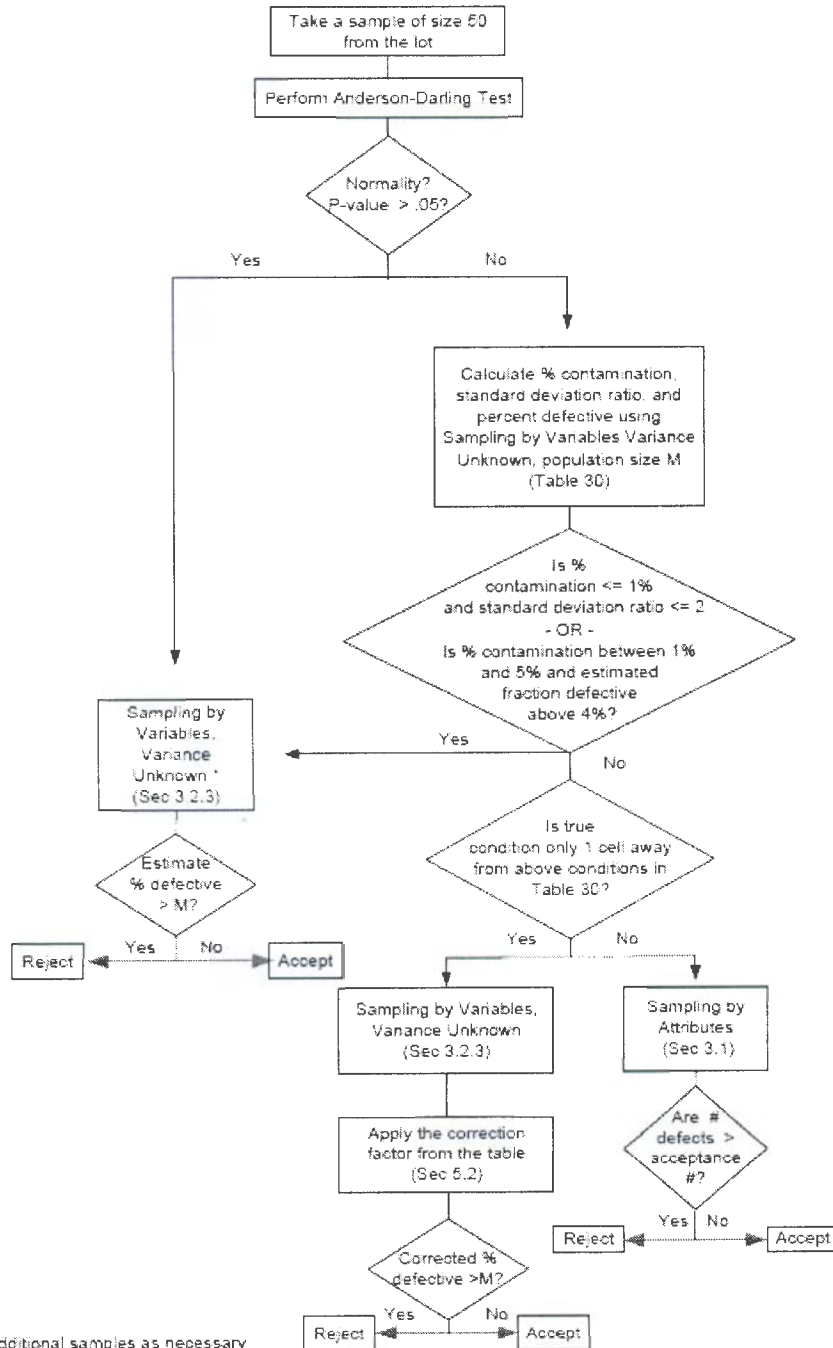 Take a sample of size 50
from the lot
Perform Anderson-Darling Test
Normality?
P-value > .05?
Yes
No
Calculate % contamination,
standard deviation ratio, and
percent defective using
Sampling by Variables Variance
Unknown, population size M
(Table 30)
Is %
contamination <= 1%
and standard deviation ratio <= 2
- OR -
Is % contamination between 1%
and 5% and estimated
fraction defective
above 4%?
Yes
No
Sampling by
Variables,
Variance
Unknown *
(Sec 3.2.3)
Estimate
% defective
> M?
Yes
No
Reject
Accept
Is true
condition only 1 cell away
from above conditions in
Table 30?
Yes
No
Sampling by Variables,
Variance Unknown
(Sec 3.2.3)
Sampling by
Attributes
(Sec 3.1)
Apply the correction
factor from the table
(Sec 5.2)
Are #
defects >
acceptance
#?
Yes
No
Reject
Accept
Corrected %
defective >M?
Yes
No
Reject
Accept
dditional samples as necessary